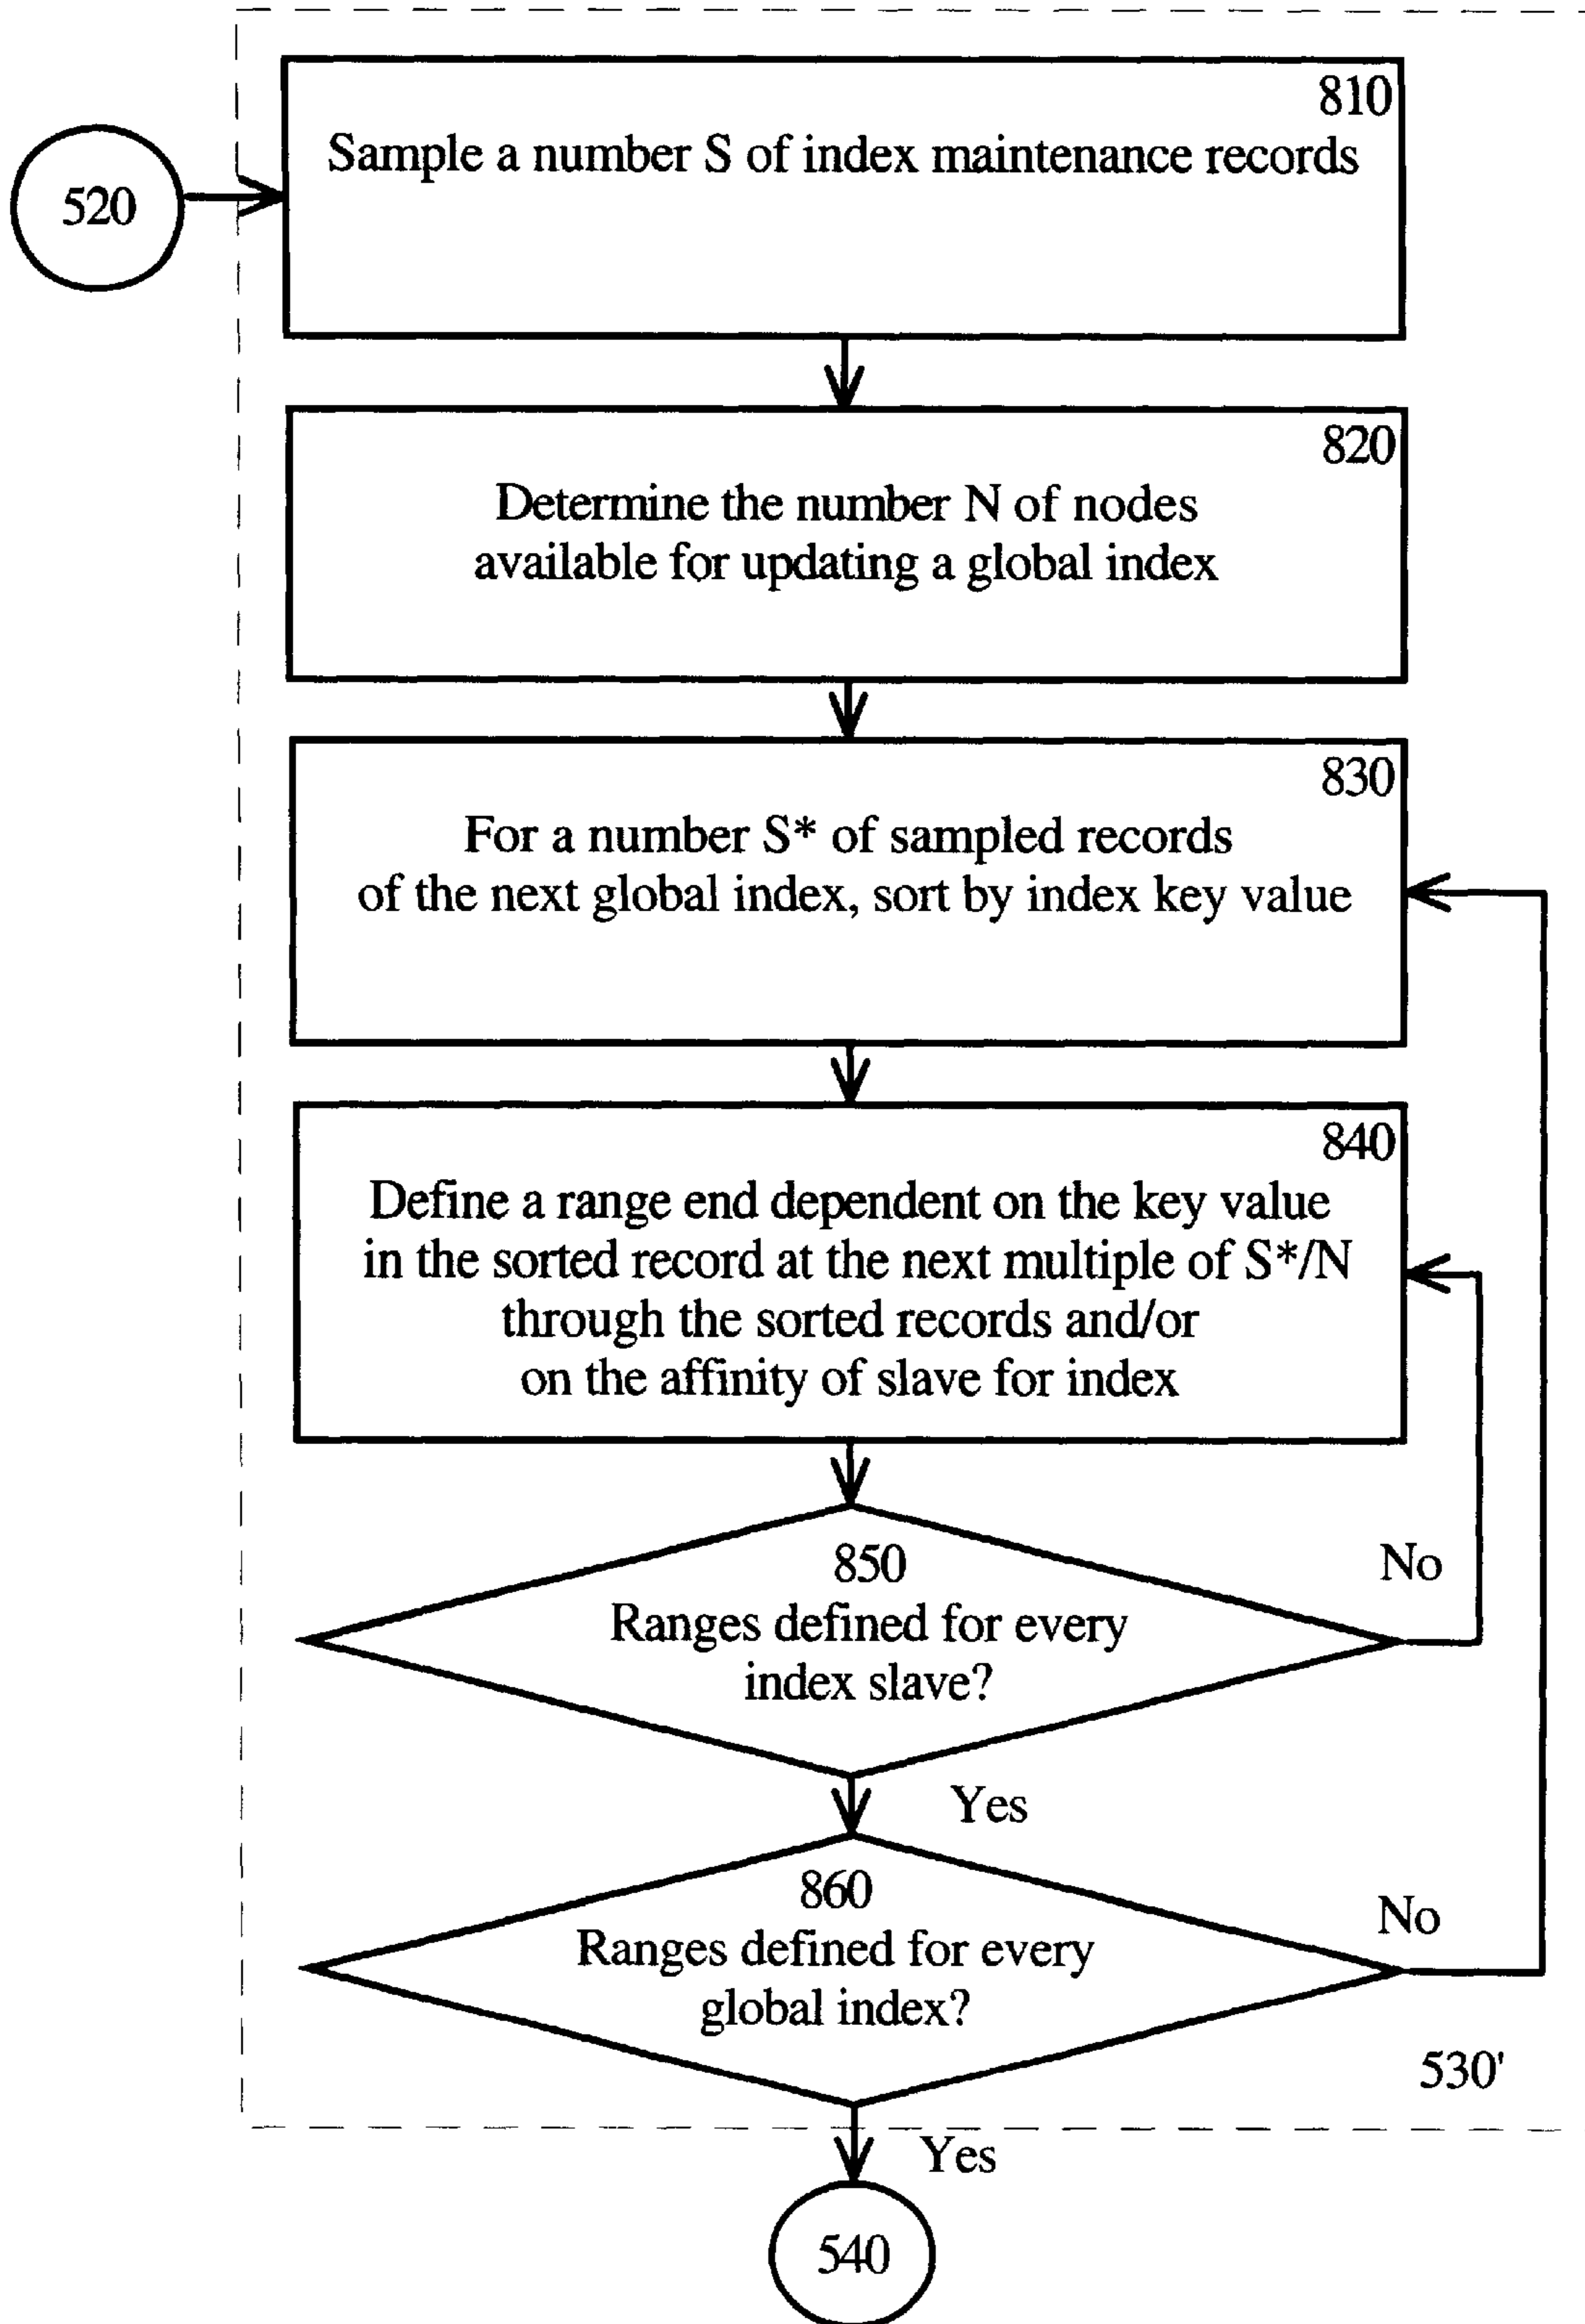 810
Sample a number S of index maintenance records
520
820
Determine the number N of nodes
available for updating a global index
830
For a number S* of sampled records
of the next global index, sort by index key value
840
Define a range end dependent on the key value
in the sorted record at the next multiple of S*/N
through the sorted records and/or
on the affinity of slave for index
850
Ranges defined for every
index slave?
No
Yes
860
Ranges defined for every
global index?
No
530'
Yes
540